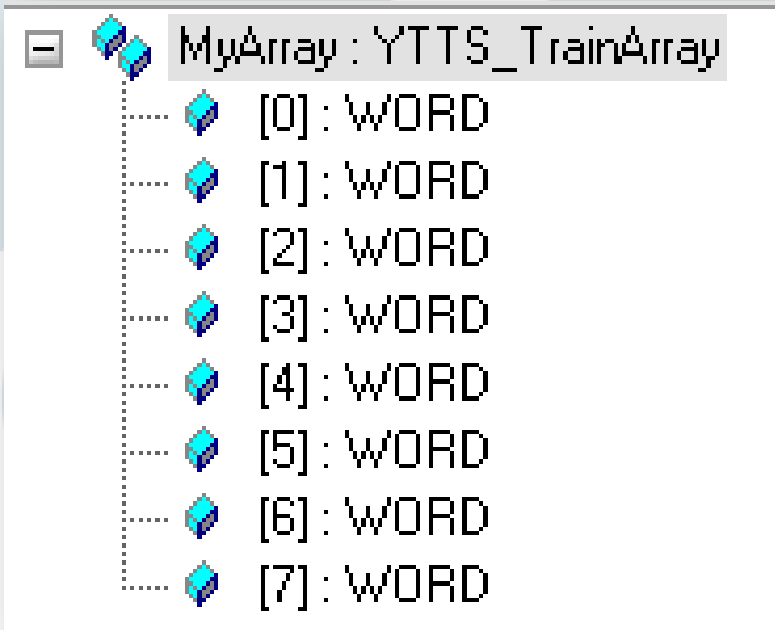 MyArray : YTTS_TrainArray
[0] : WORD
[1] : WORD
[2] : WORD
[3] : WORD
[4] : WORD
[5] : WORD
[6] : WORD
[7] : WORD